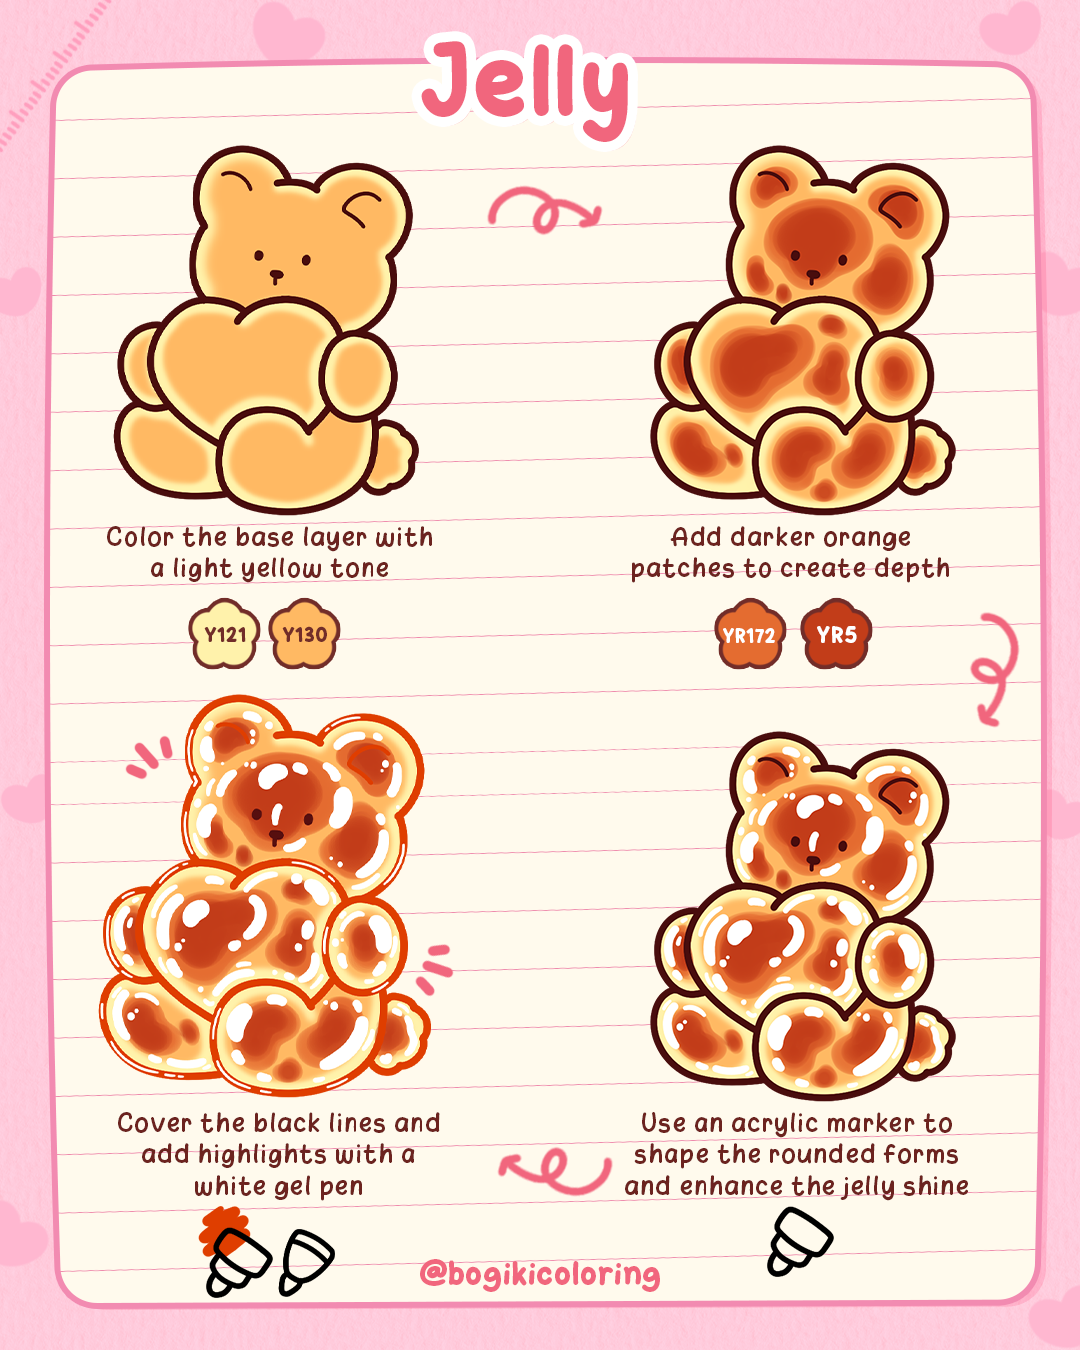 Jelly
Color the base layer with
a light yellow tone
Y121 Y130
Add darker orange
patches to create depth
YR172 YR5
Use an acrylic marker to
shape the rounded forms
and enhance the jelly shine
Cover the black lines and
add highlights with a
white gel pen
@bogikicoloring